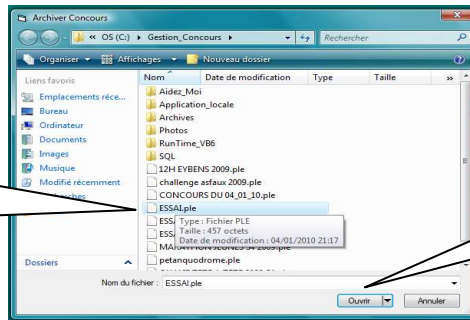 Archiver Concours
« OS (C:) ▸ Gestion_Concours ▸
Rechercher
Organiser Affichages Nouveau dossier
Liens favoris
Emplacements réce...
Bureau
Ordinateur
Documents
Images
Musique
Modifié récemment
Dossiers
Nom Date de modification Type Taille »
Aidez_Moi
Application_locale
Archives
Photos
RunTime_VB6
SQL
12H EYBENS 2009.ple
challenge asfaux 2009.ple
CONCOURS DU 04_01_10.ple
ESSAI.ple
Type : Fichier PLE
Taille : 457 octets
Date de modification : 04/01/2010 21:17
petanquodrome.ple
Nom du fichier : ESSAI.ple
Ouvrir Annuler